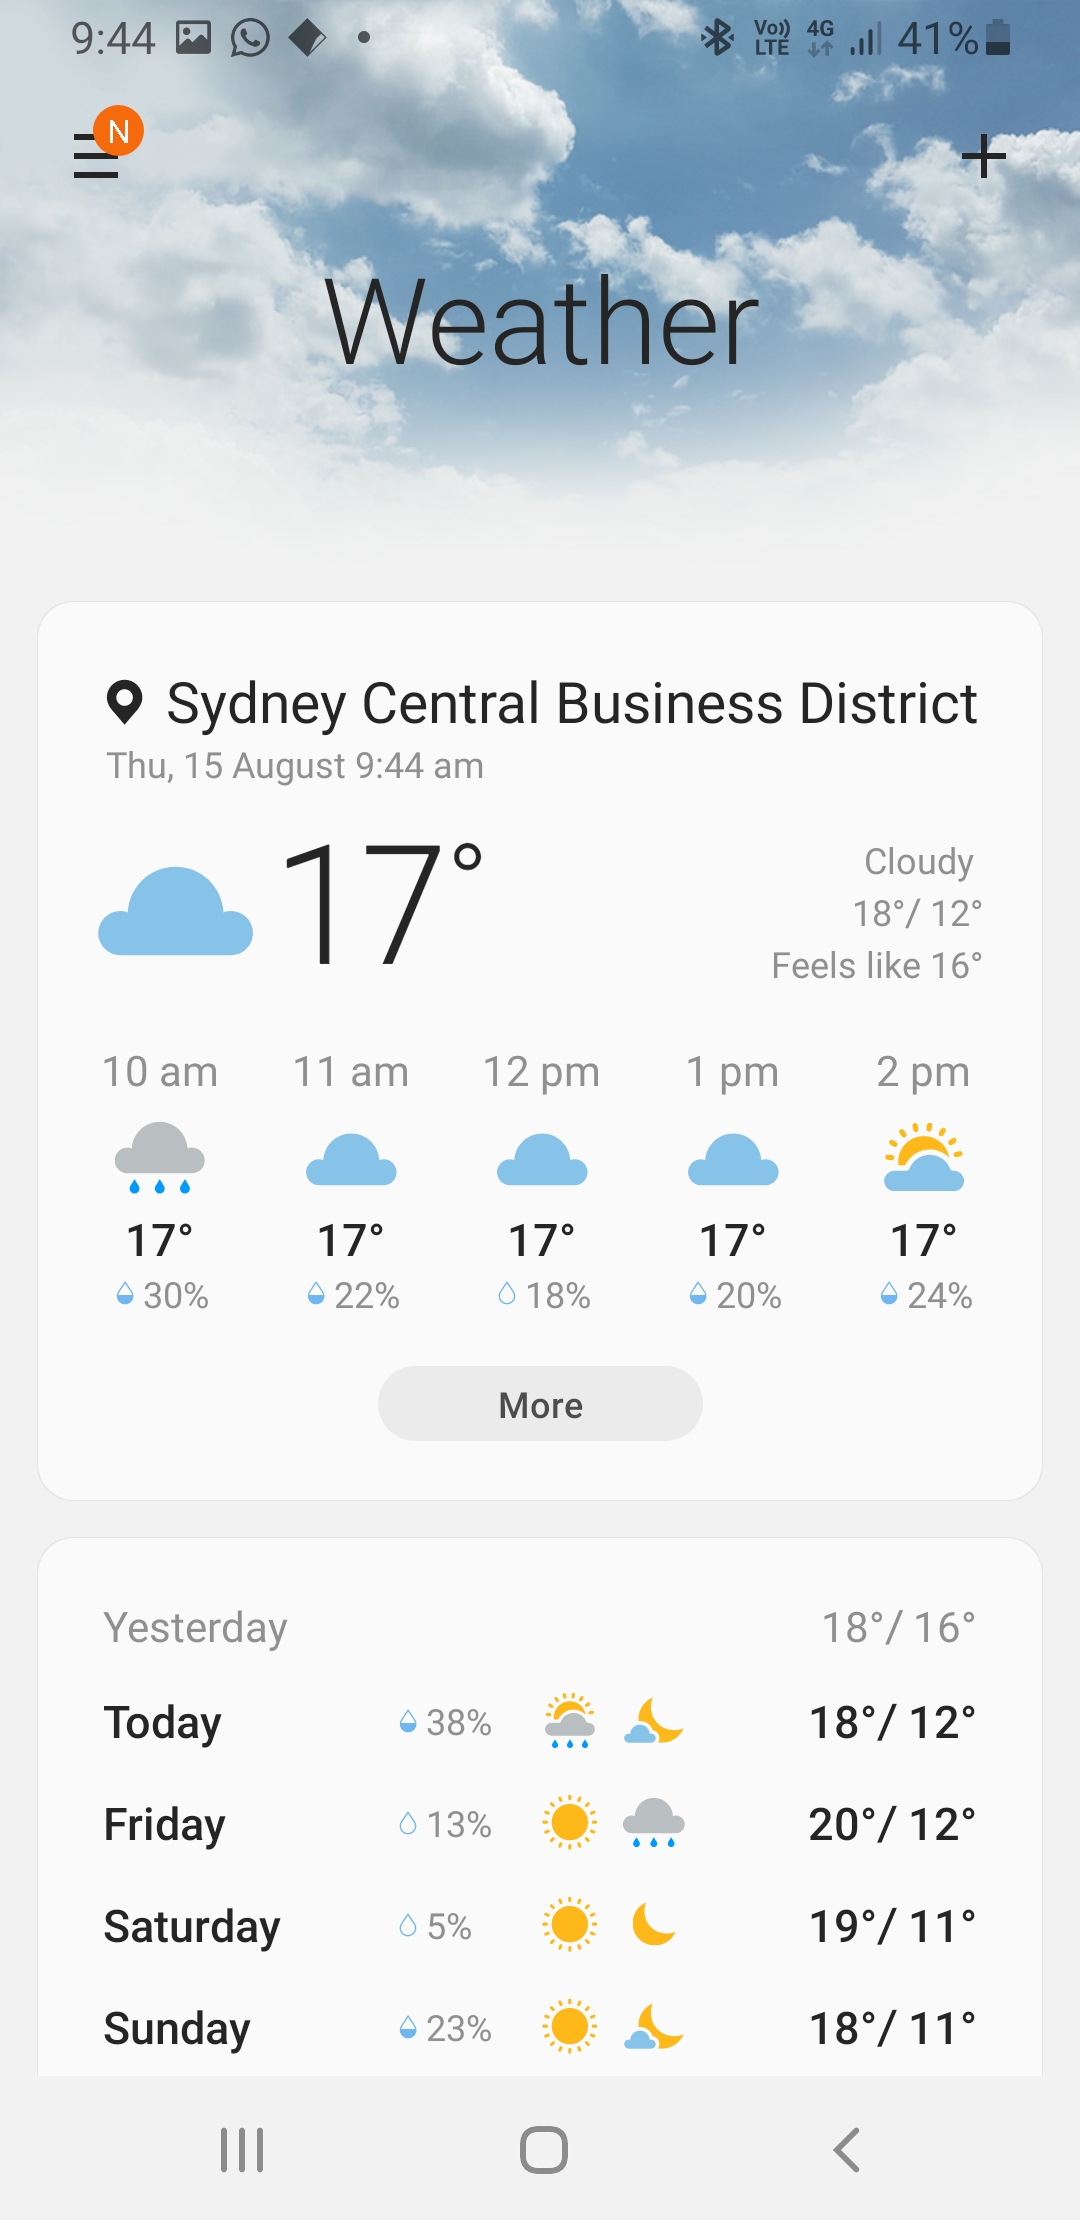 9:44 Vo)) LTE 4G 41%
N
Weather
Sydney Central Business District
Thu, 15 August 9:44 am
17°
Cloudy
18°/ 12°
Feels like 16°
10 am 11 am 12 pm 1 pm 2 pm
17° 17° 17° 17° 17°
30% 22% 18% 20% 24%
More
Yesterday 18°/ 16°
Today 38% 18°/ 12°
Friday 13% 20°/ 12°
Saturday 5% 19°/ 11°
Sunday 23% 18°/ 11°